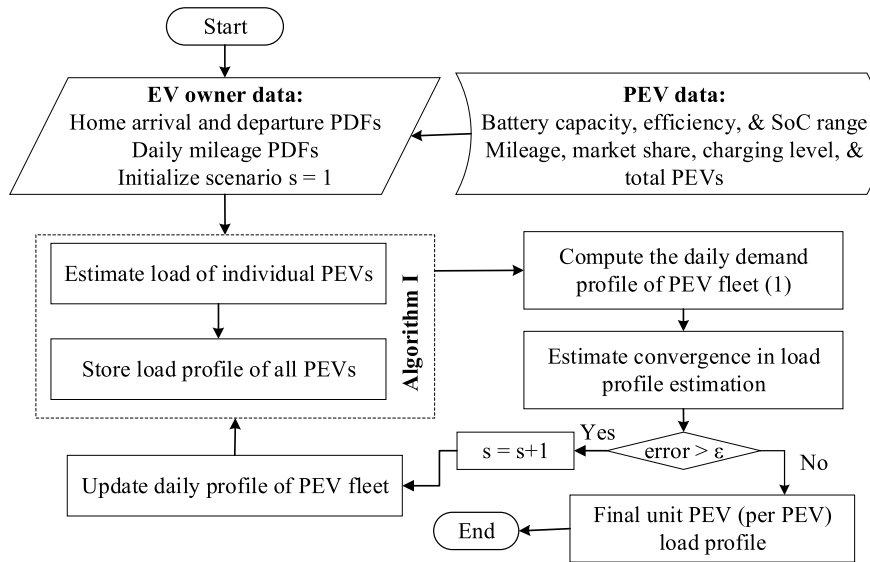 Start
EV owner data:
Home arrival and departure PDFs
Daily mileage PDFs
Initialize scenario s = 1
PEV data:
Battery capacity, efficiency, & SoC range
Mileage, market share, charging level, &
total PEVs
Estimate load of individual PEVs
Store load profile of all PEVs
Algorithm I
Compute the daily demand
profile of PEV fleet (1)
Estimate convergence in load
profile estimation
error > ε
Yes
No
s = s+1
Update daily profile of PEV fleet
Final unit PEV (per PEV)
load profile
End